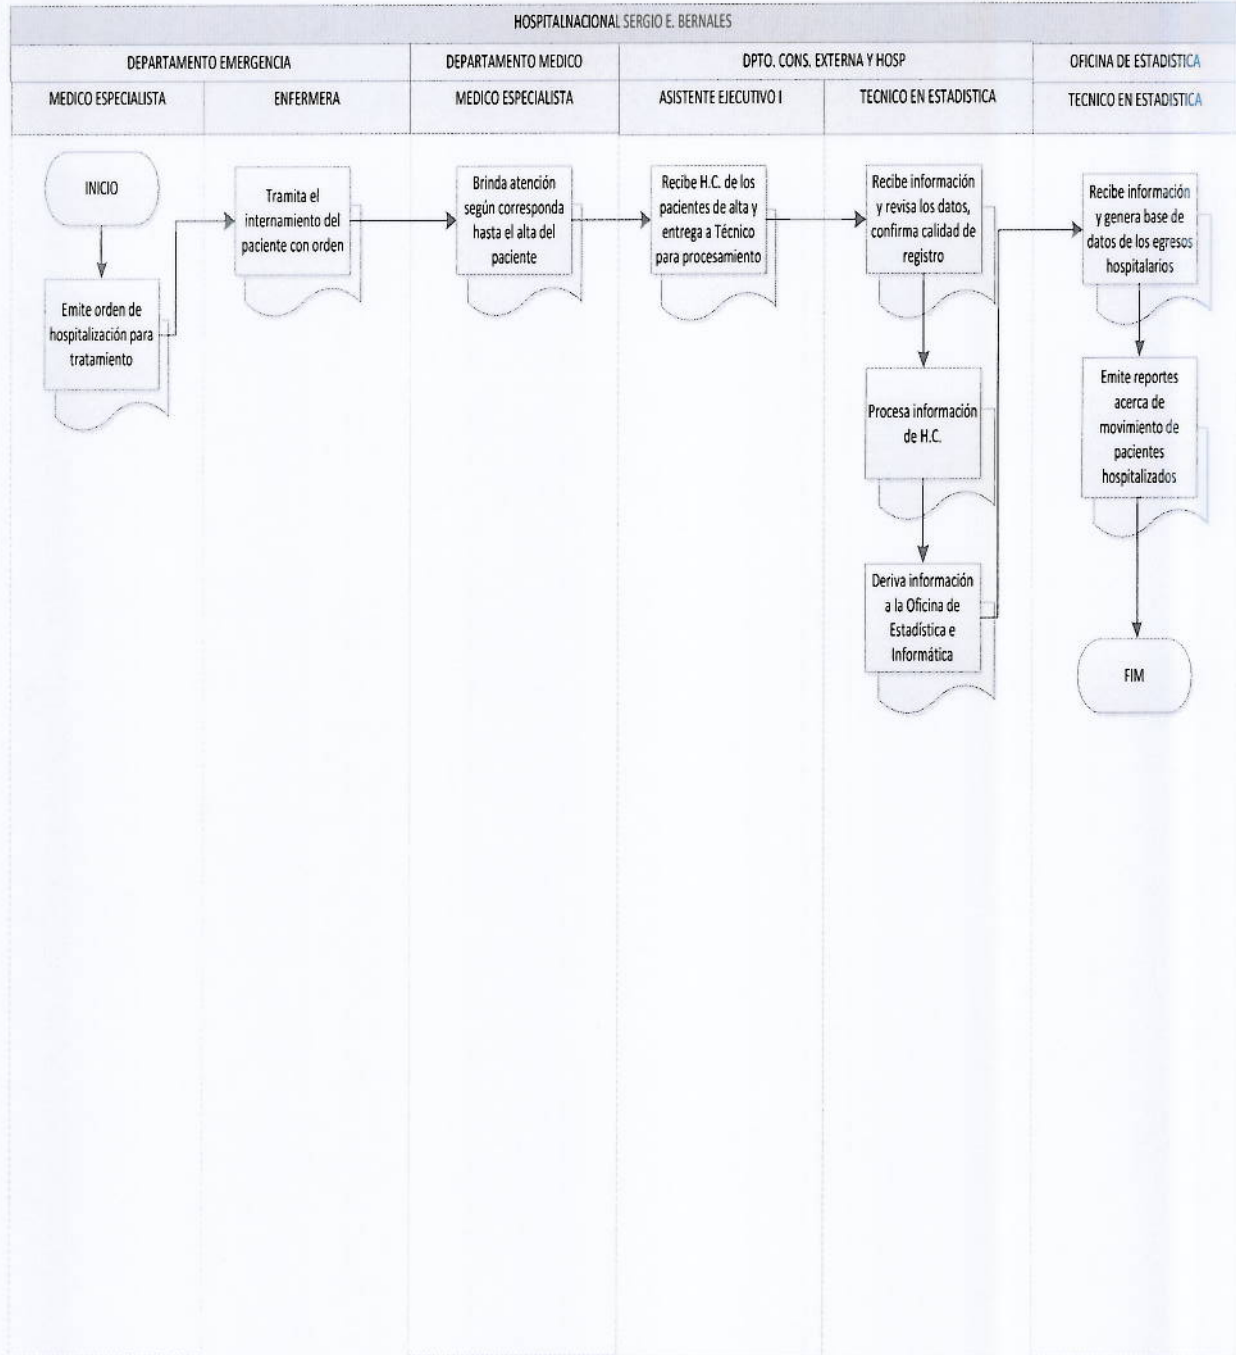 HOSPITALNACIONAL SERGIO E. BERNALES
DEPARTAMENTO EMERGENCIA
DEPARTAMENTO MEDICO
DPTO. CONS. EXTERNA Y HOSP
OFICINA DE ESTADÍSTICA
MEDICO ESPECIALISTA
ENFERMERA
MEDICO ESPECIALISTA
ASISTENTE EJECUTIVO I
TECNICO EN ESTADISTICA
TECNICO EN ESTADISTICA
INICIO
Emite orden de
hospitalización para
tratamiento
Tramita el
internamiento del
paciente con orden
Brinda atención
según corresponda
hasta el alta del
paciente
Recibe H.C. de los
pacientes de alta y
entrega a Técnico
para procesamiento
Recibe información
y revisa los datos,
confirma calidad de
registro
Procesa información
de H.C.
Deriva información
a la Oficina de
Estadística e
Informática
Recibe información
y genera base de
datos de los egresos
hospitalarios
Emite reportes
acerca de
movimiento de
pacientes
hospitalizados
FIM